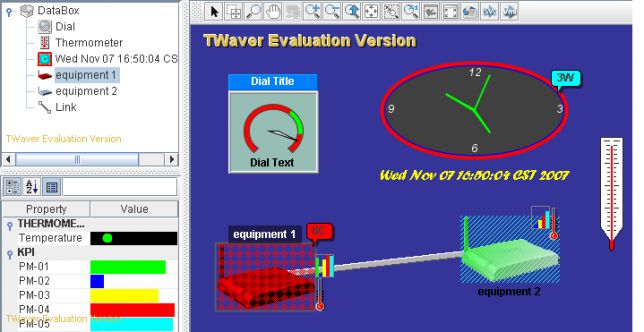 DataBox
Dial
Thermometer
Wed Nov 07 16:50:04 CS
equipment 1
equipment 2
Link
TWaver Evaluation Version
Property Value
THERMOME...
Temperature
KPI
PM-01
PM-02
PM-03
PM-04
PM-05
TWaver Evaluation Version
TWaver Evaluation Version
Dial Title
Dial Text
12
3
6
9
3W
Wed Nov 07 16:50:04 CST 2007
equipment 1
6C
equipment 2